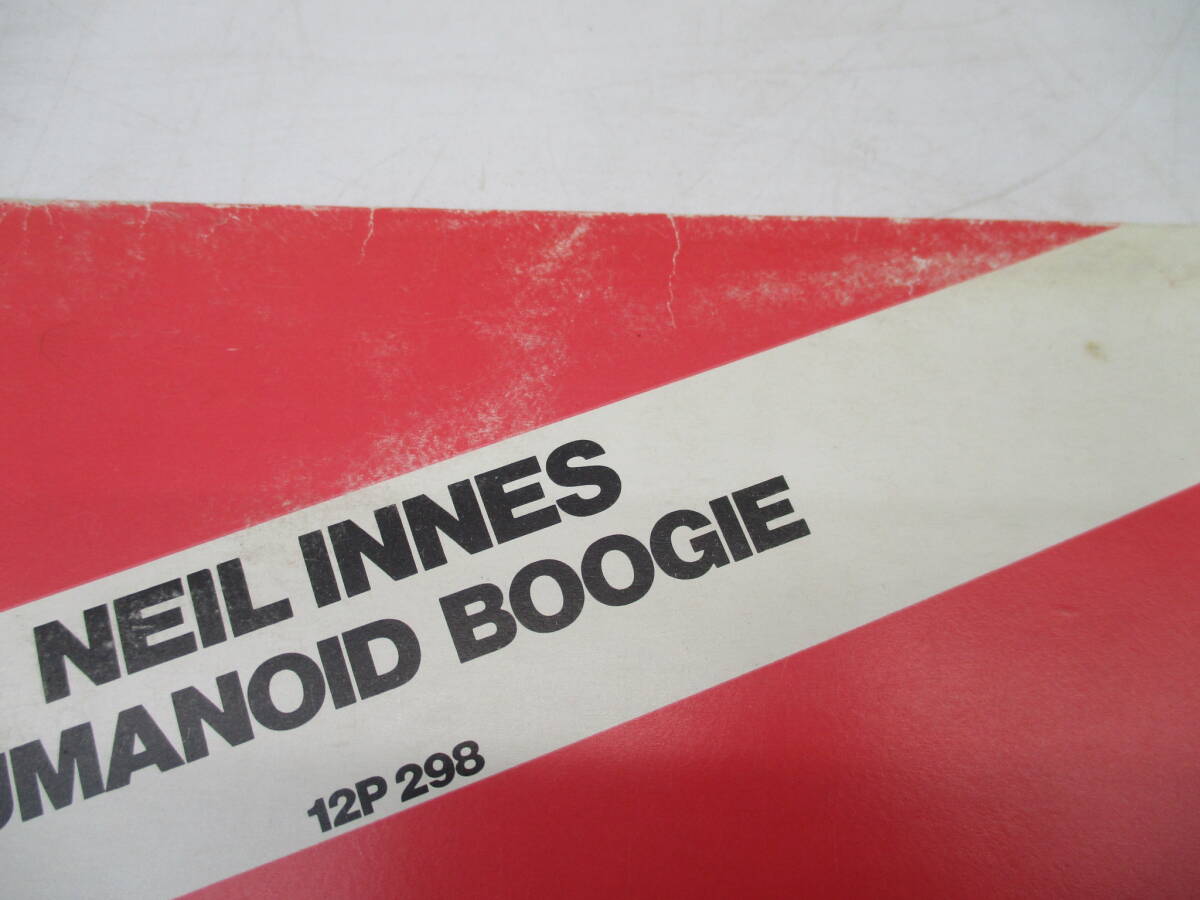 NEIL INNES
UMANOID BOOGIE
12P 298